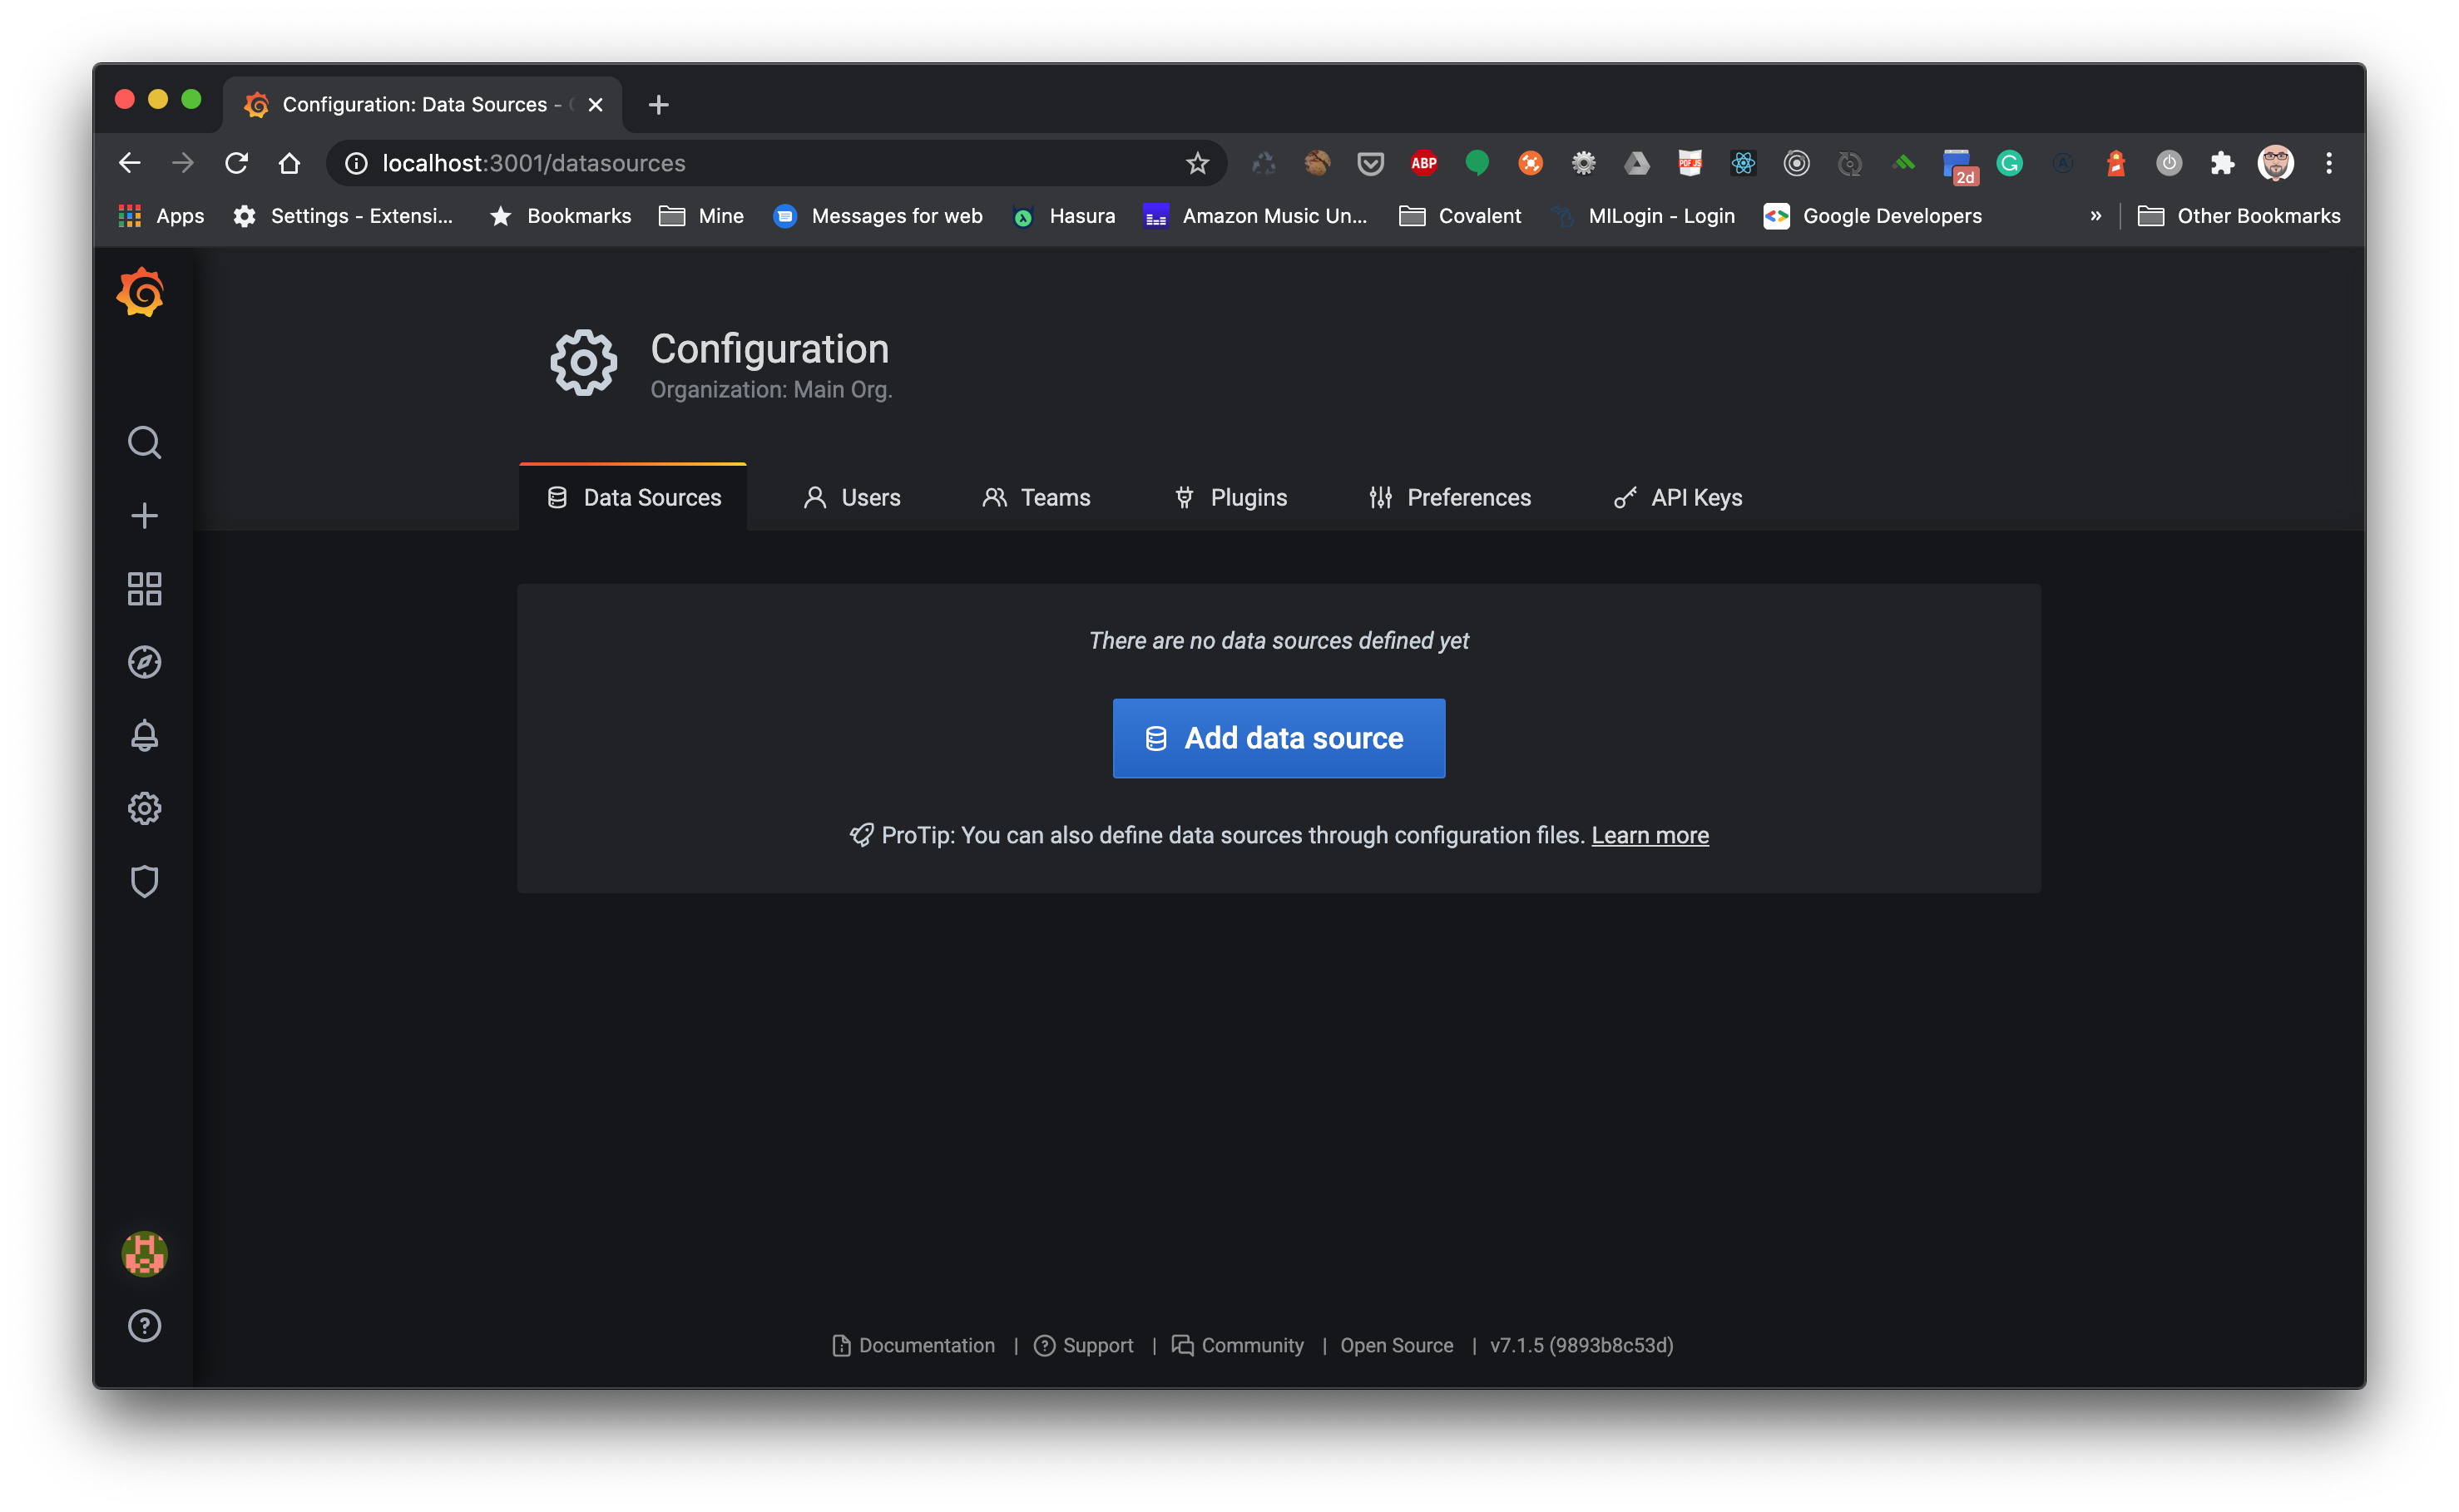 Configuration: Data Sources -
localhost:3001/datasources
ABP
PDF JS
2d
Apps
Settings - Extensi...
Bookmarks
Mine
Messages for web
Hasura
Amazon Music Un...
Covalent
MILogin - Login
Google Developers
»
Other Bookmarks
Configuration
Organization: Main Org.
Data Sources
Users
Teams
Plugins
Preferences
API Keys
There are no data sources defined yet
Add data source
ProTip: You can also define data sources through configuration files. Learn more
Documentation | Support | Community | Open Source | v7.1.5 (9893b8c53d)